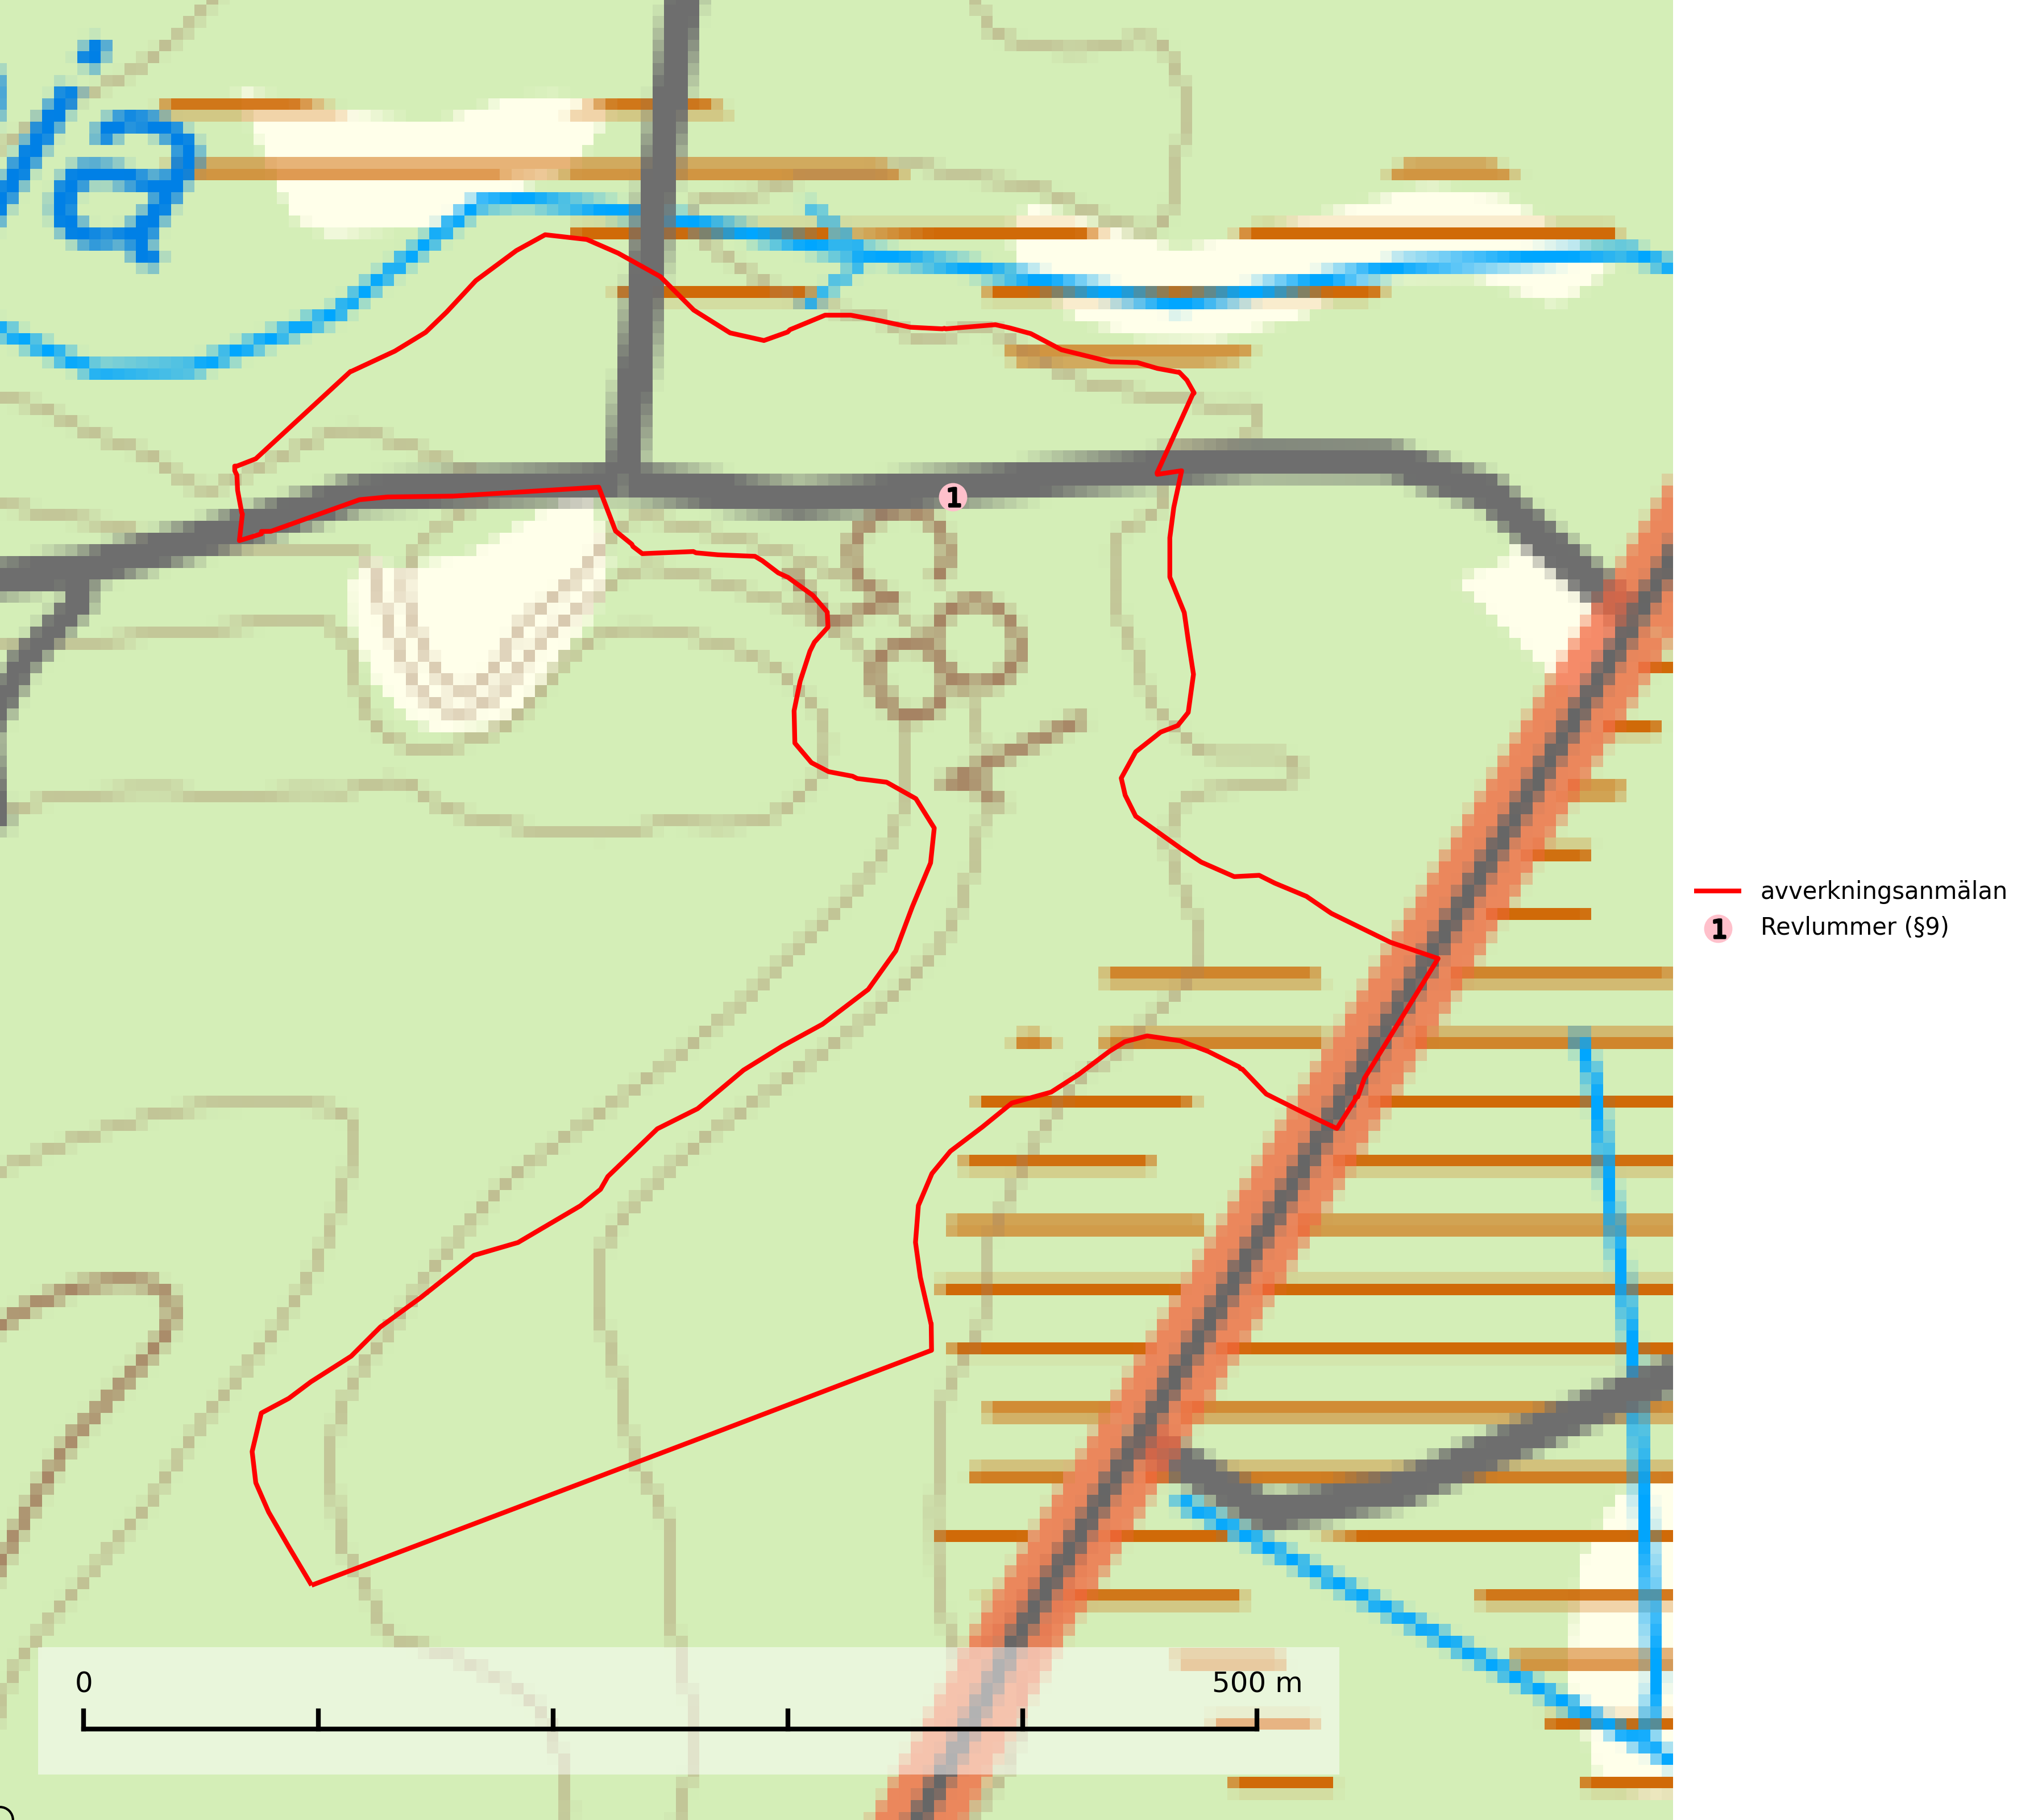 1
avverkningsanmälan
1 Revlummer (§9)
0 500 m